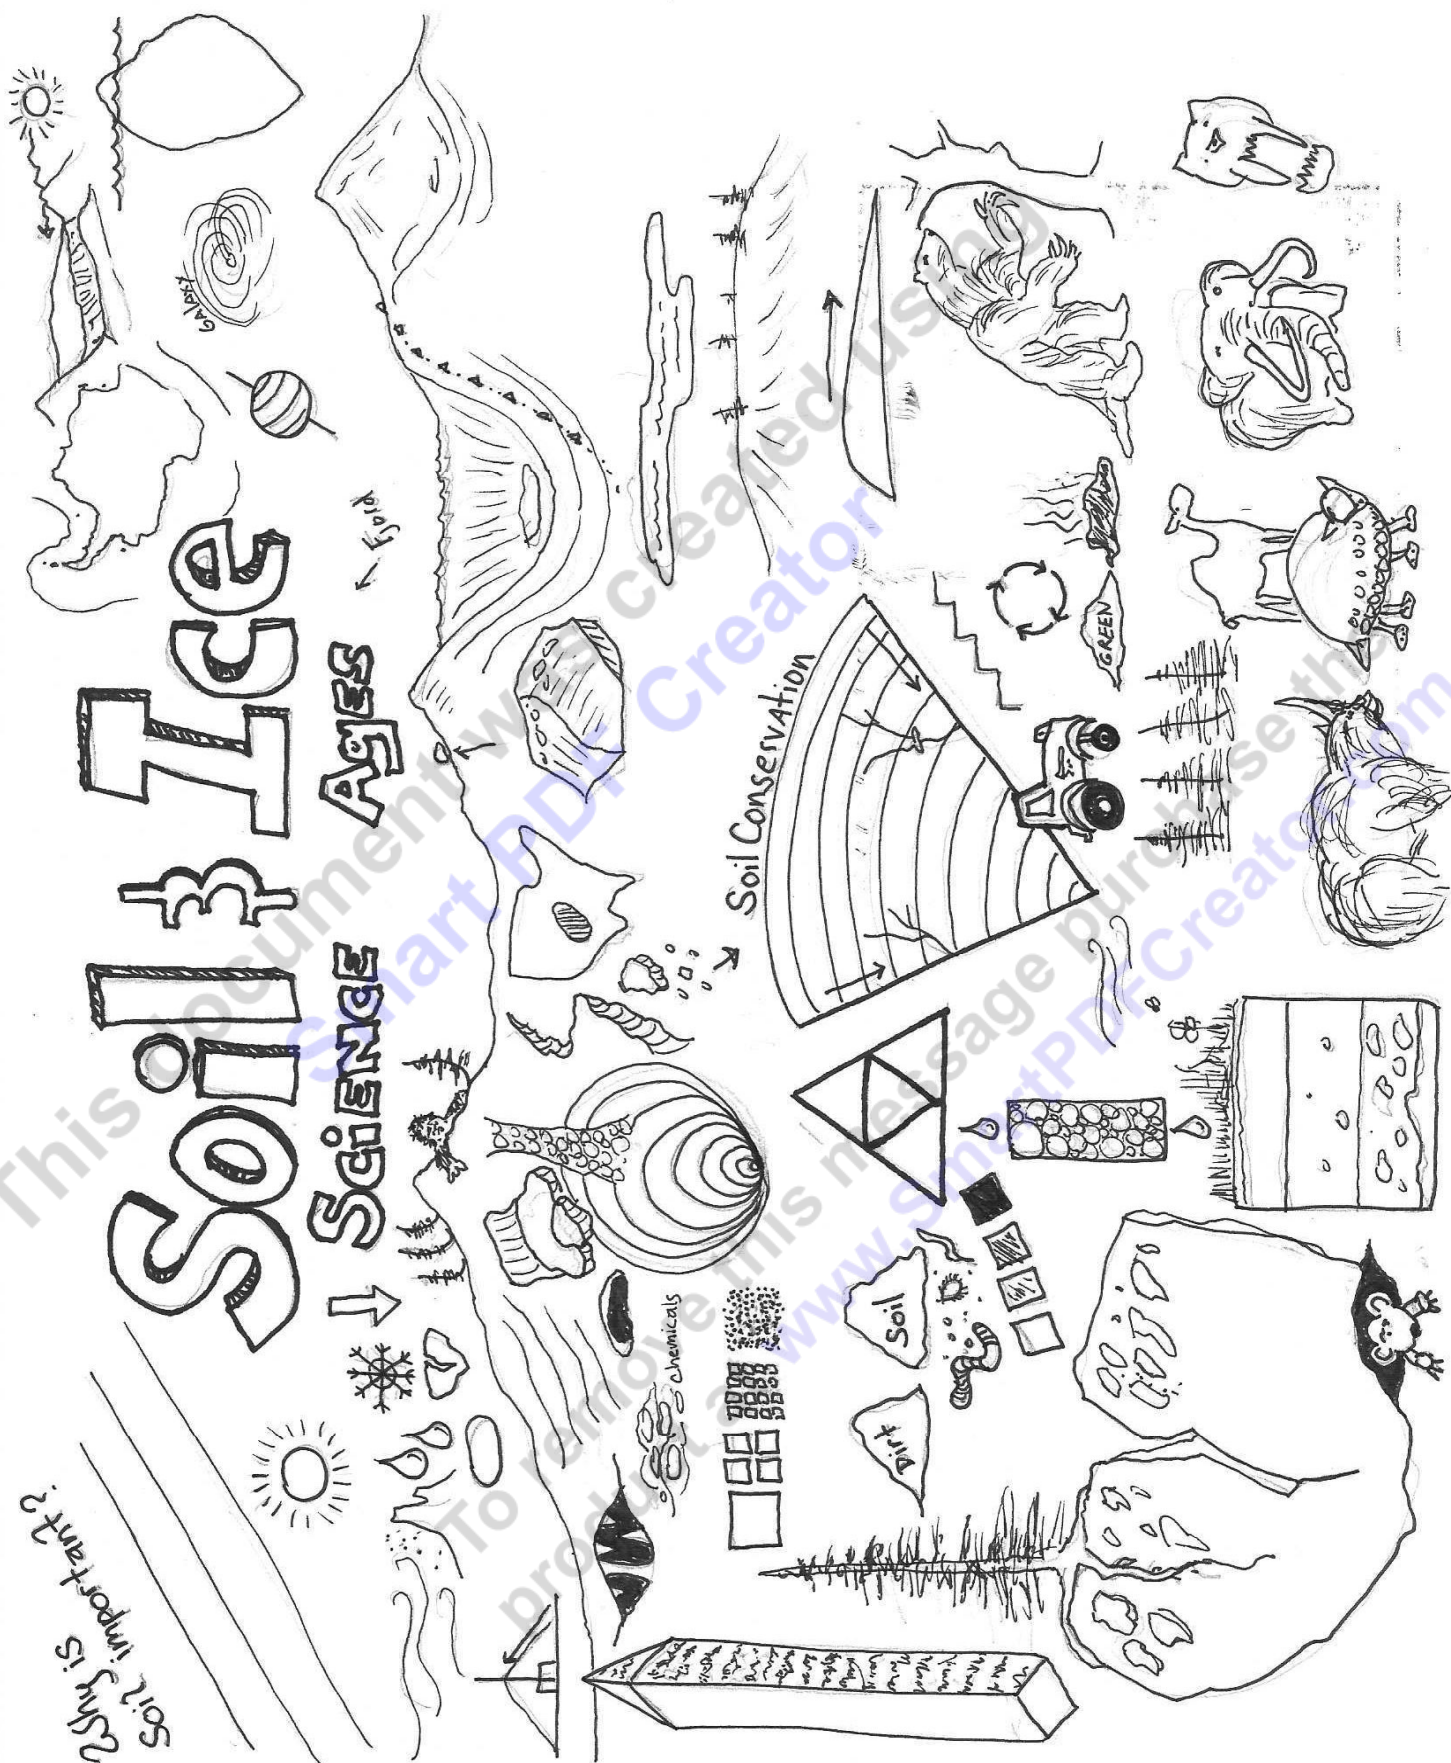 Why is
soil important?
Soil & Ice
Science Ages
Galaxy
← Fjord
Soil Conservation
chemicals
Dirt
Soil
GREEN
This document was created using
Smart PDF Creator
To remove this message purchase the
product at www.SmartPDFCreator.com